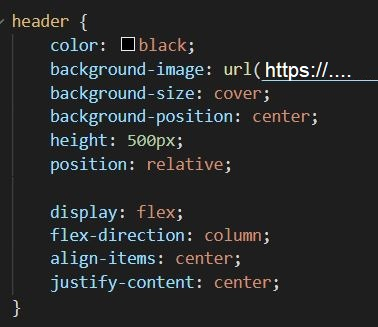 header {
color: black;
background-image: url(https://....
background-size: cover;
background-position: center;
height: 500px;
position: relative;
display: flex;
flex-direction: column;
align-items: center;
justify-content: center;
}